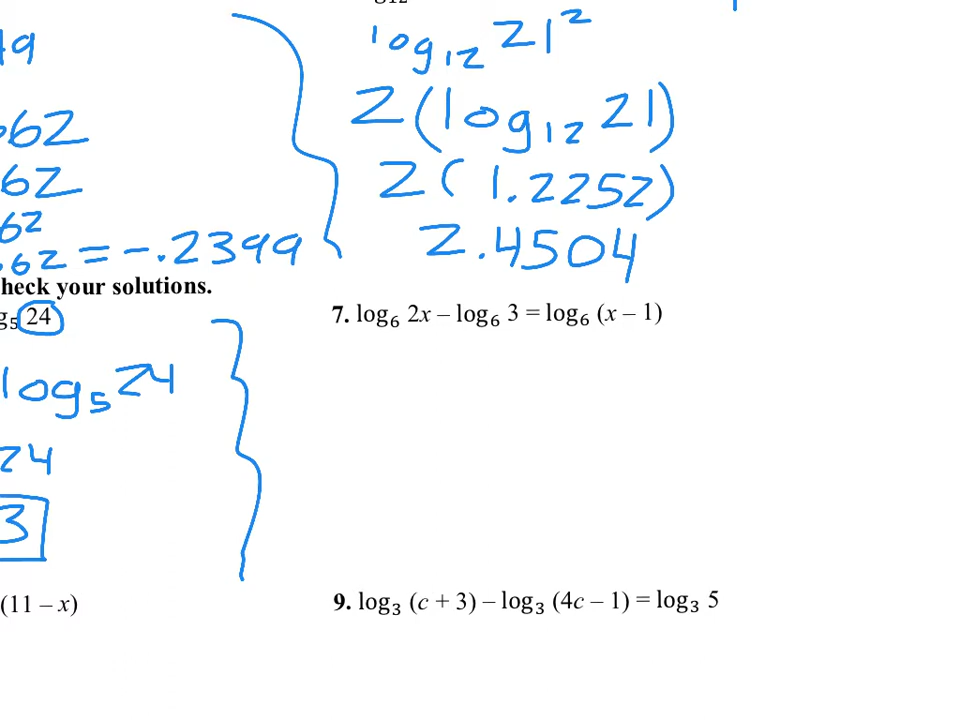 log₁₂ 21²
2(log₁₂ 21)
2(1.2252)
2.4504
62
62
.62 = -.2399
heck your solutions.
24
7. log₆ 2x – log₆ 3 = log₆ (x – 1)
log₅ 24
24
3
(11 – x)
9. log₃ (c + 3) – log₃ (4c – 1) = log₃ 5